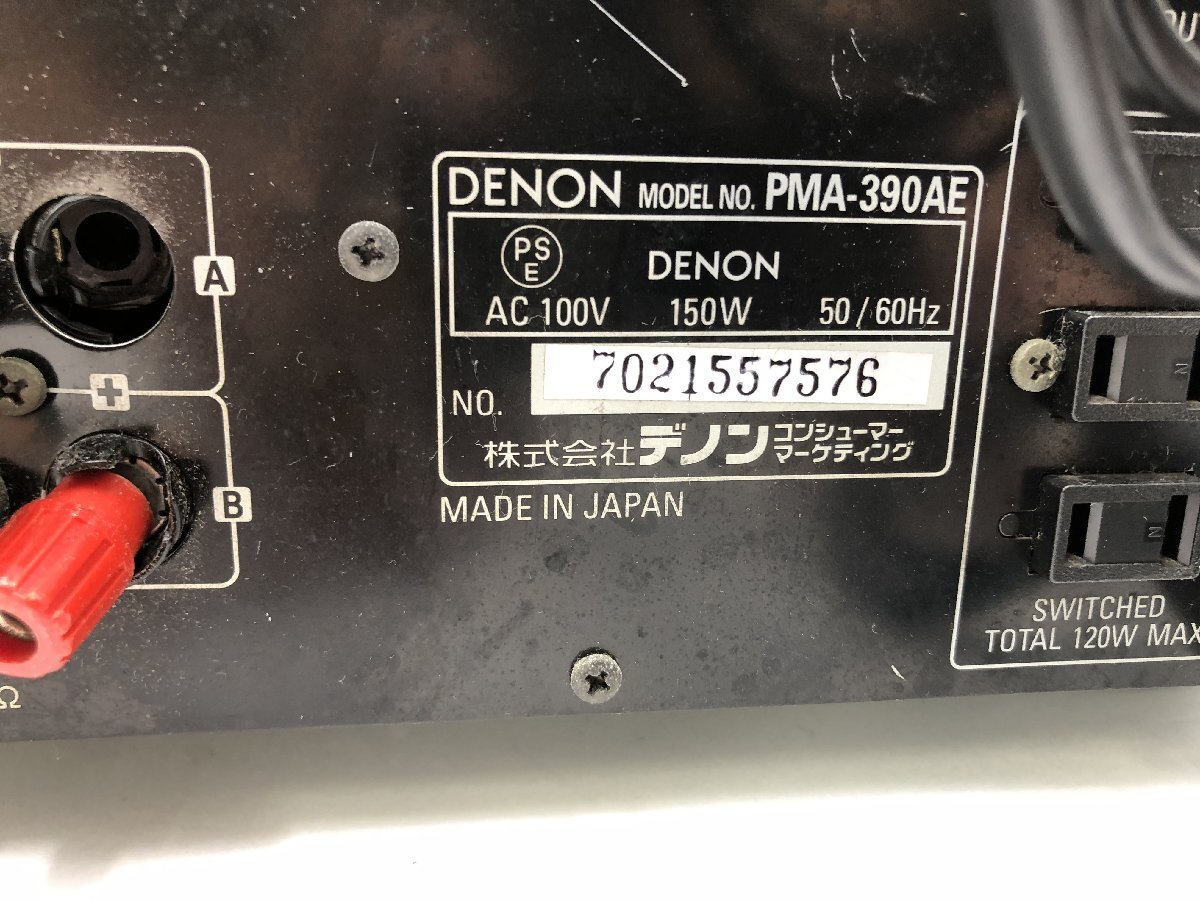 DENON MODEL NO. PMA-390AE
PS E DENON
AC 100V 150W 50/60Hz
NO. 7021557576
株式会社デノン コンシューマー マーケティング
MADE IN JAPAN
A
+
B
Ω
SWITCHED
TOTAL 120W MAX
N
N